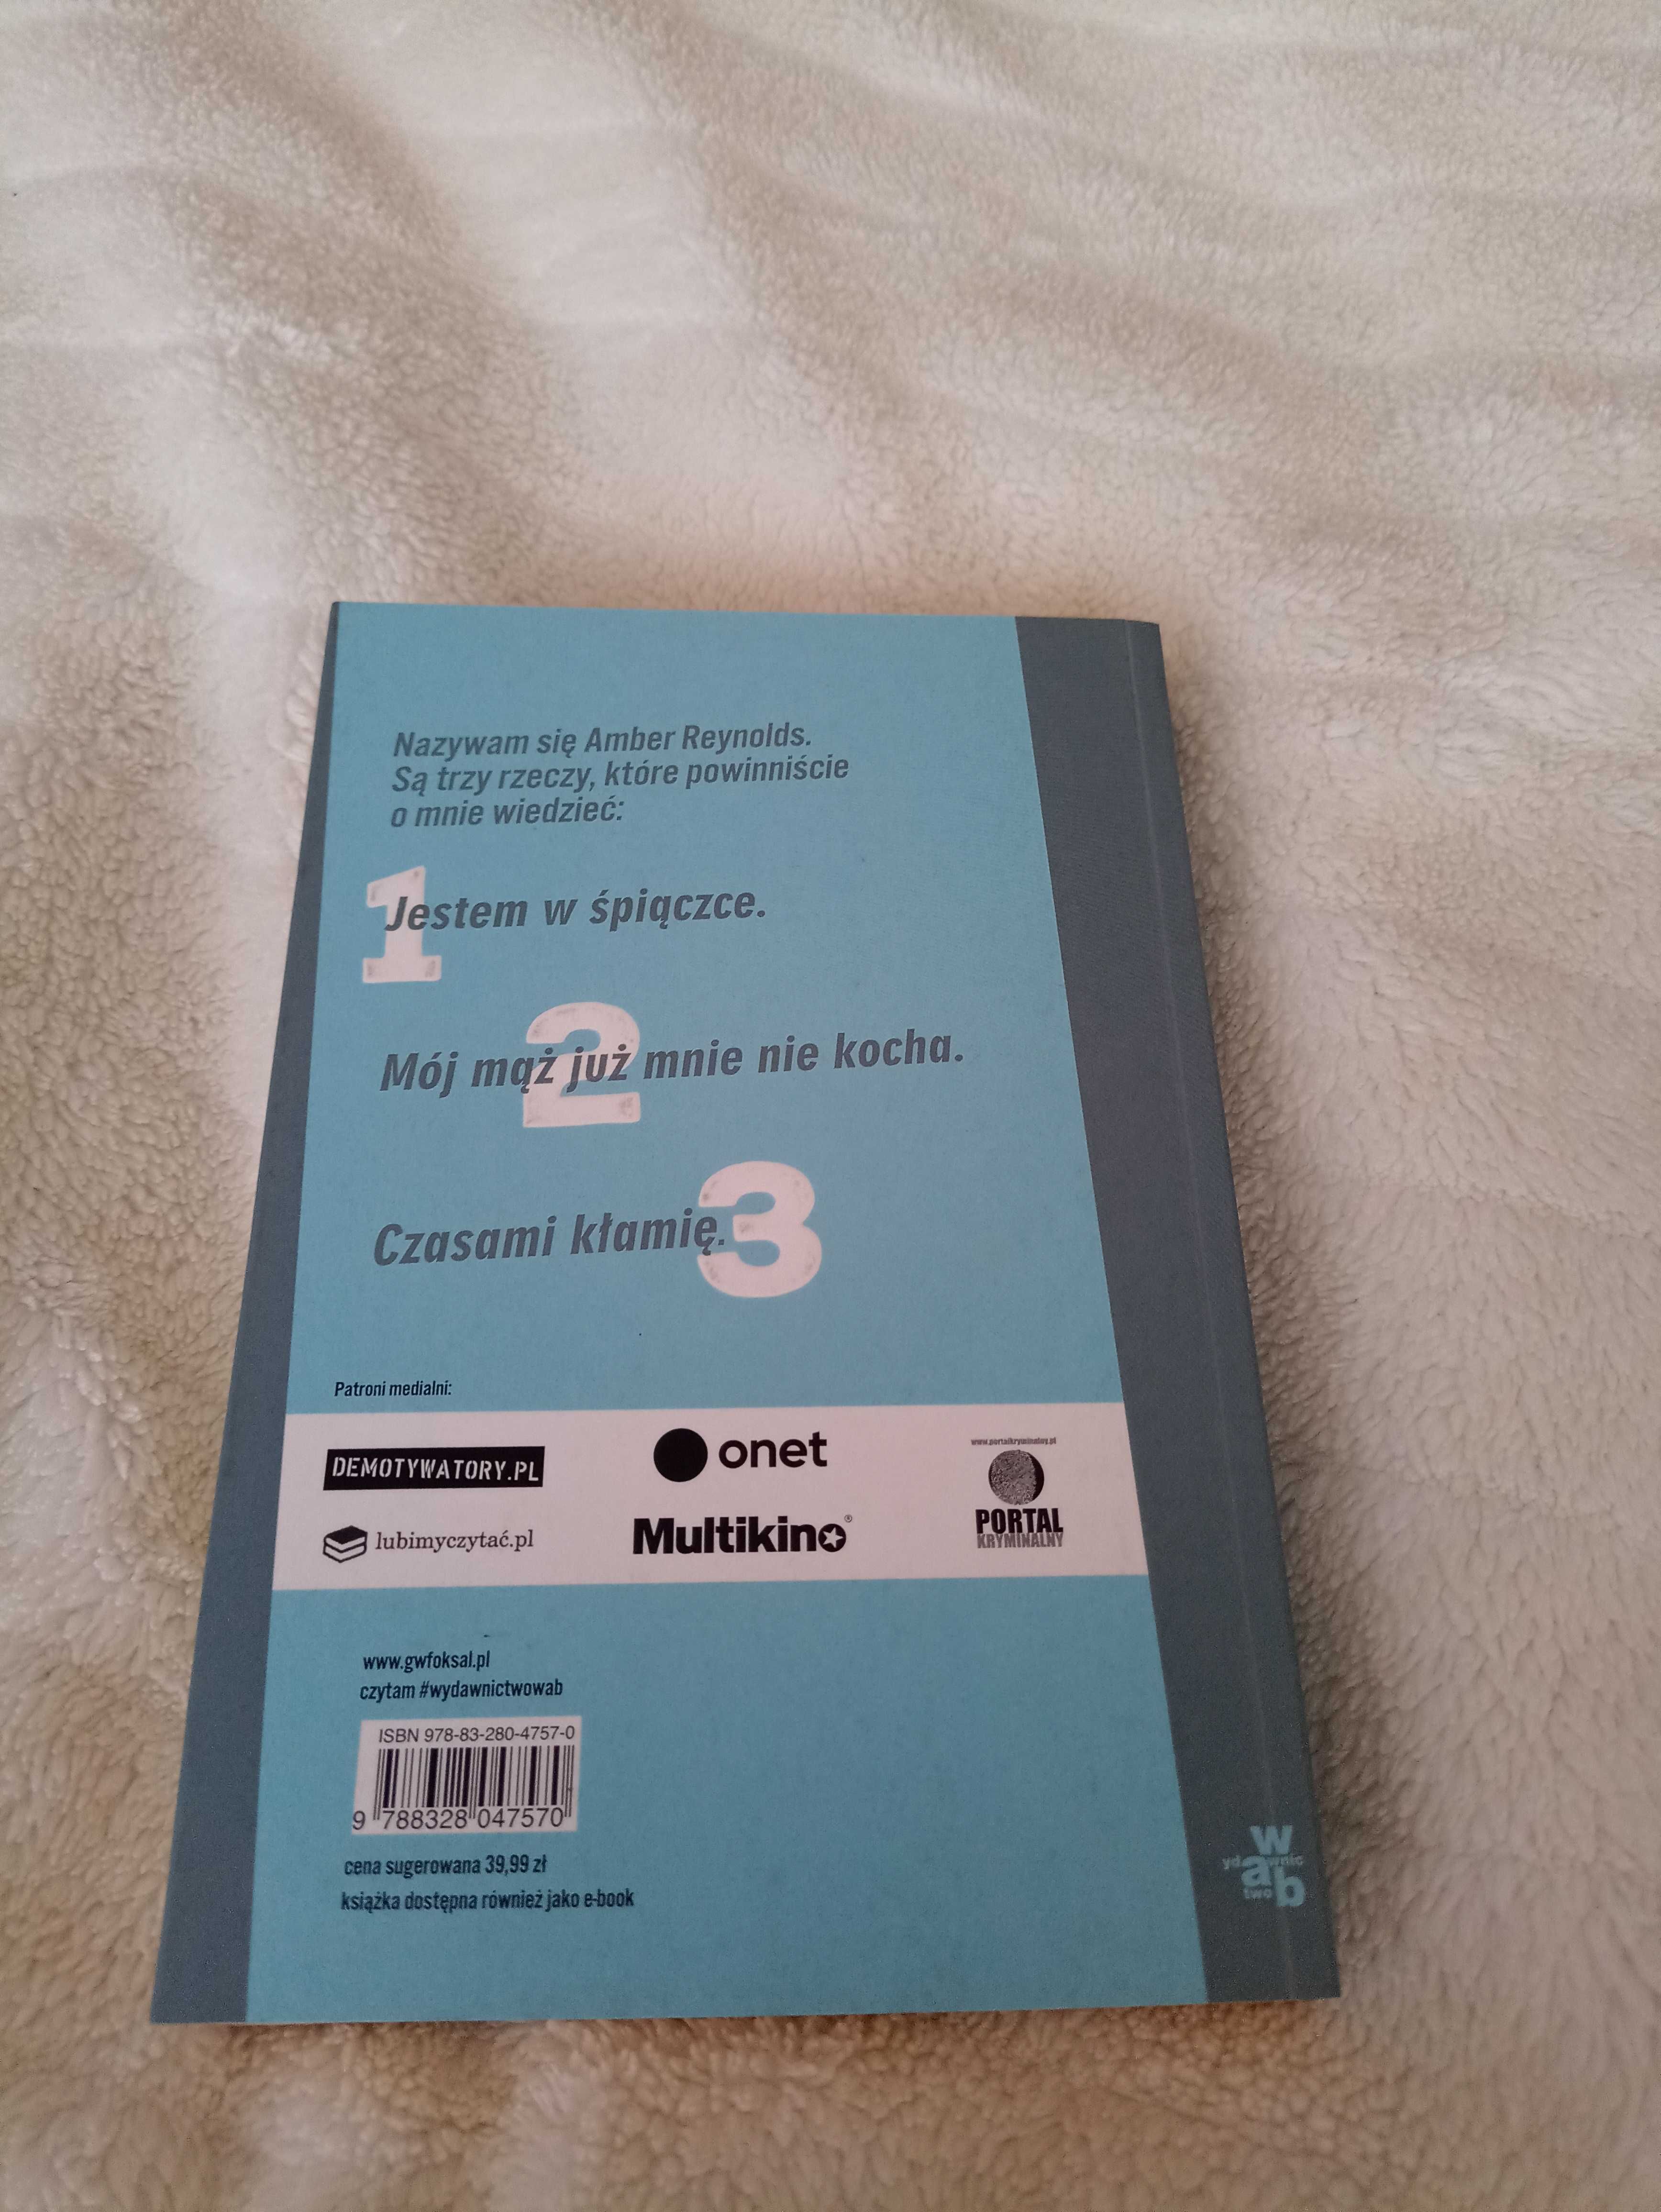 Nazywam się Amber Reynolds.
Są trzy rzeczy, które powinniście
o mnie wiedzieć:
1
Jestem w śpiączce.
2
Mój mąż już mnie nie kocha.
3
Czasami kłamię.
Patroni medialni:
DEMOTYWATORY.PL
onet
www.portalkryminalny.pl
PORTAL
KRYMINALNY
lubimyczytać.pl
Multikino®
www.gwfoksal.pl
czytam #wydawnictwowab
ISBN 978-83-280-4757-0
9 788328 047570
cena sugerowana 39,99 zł
książka dostępna również jako e-book
w
ydawnic
a
two b